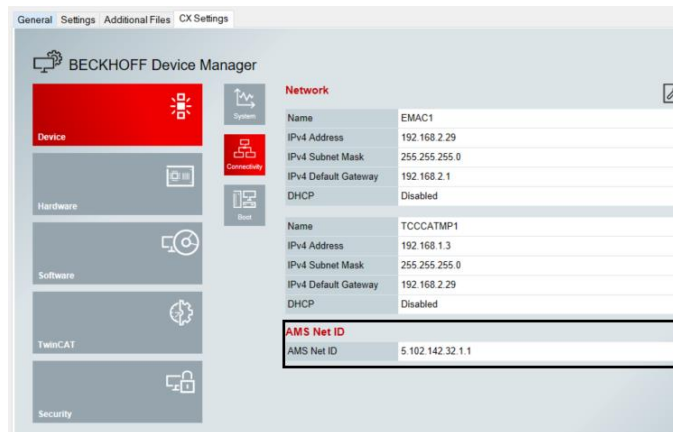 General Settings Additional Files CX Settings
BECKHOFF Device Manager
Device
Hardware
Software
TwinCAT
Security
System
Connectivity
Boot
Network
Name EMAC1
IPv4 Address 192.168.2.29
IPv4 Subnet Mask 255.255.255.0
IPv4 Default Gateway 192.168.2.1
DHCP Disabled
Name TCCCATMP1
IPv4 Address 192.168.1.3
IPv4 Subnet Mask 255.255.255.0
IPv4 Default Gateway 192.168.2.29
DHCP Disabled
AMS Net ID
AMS Net ID 5.102.142.32.1.1